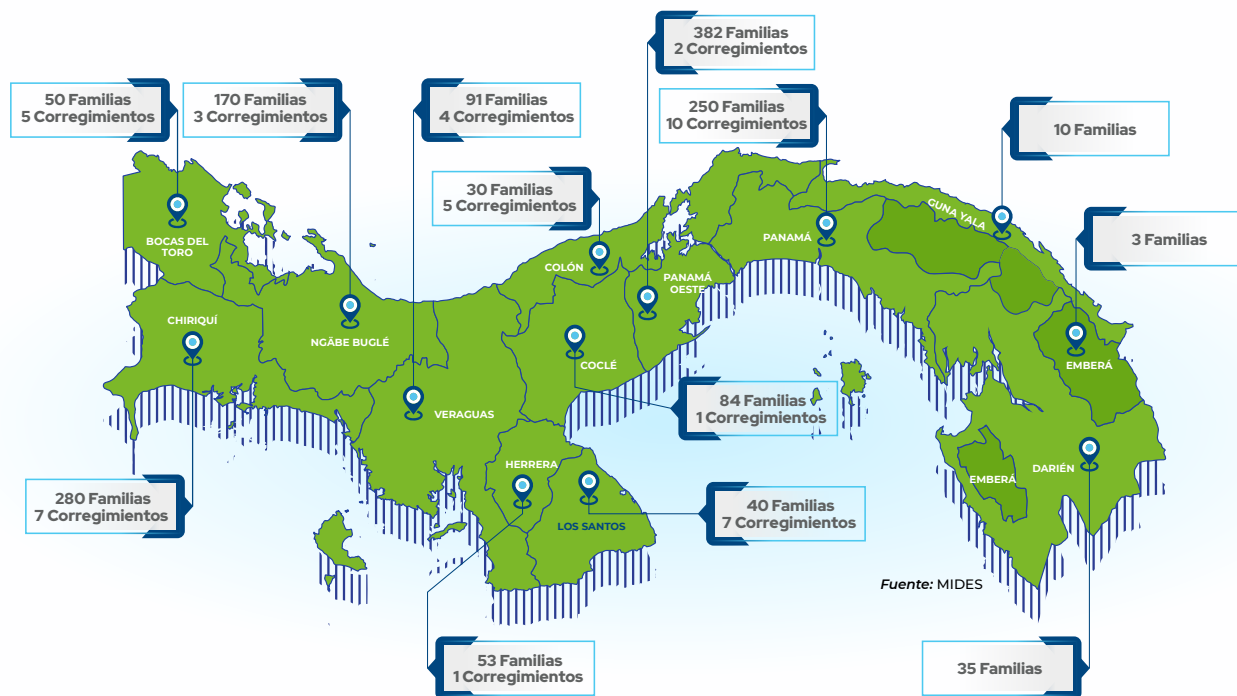 382 Familias
2 Corregimientos
50 Familias
5 Corregimientos
170 Familias
3 Corregimientos
91 Familias
4 Corregimientos
250 Familias
10 Corregimientos
10 Familias
30 Familias
5 Corregimientos
3 Familias
GUNA YALA
BOCAS DEL
TORO
PANAMÁ
COLÓN
PANAMÁ
OESTE
CHIRIQUÍ
NGÄBE BUGLÉ
COCLÉ
EMBERÁ
84 Familias
1 Corregimientos
VERAGUAS
HERRERA
DARIÉN
EMBERÁ
280 Familias
7 Corregimientos
LOS SANTOS
40 Familias
7 Corregimientos
Fuente: MIDES
53 Familias
1 Corregimientos
35 Familias